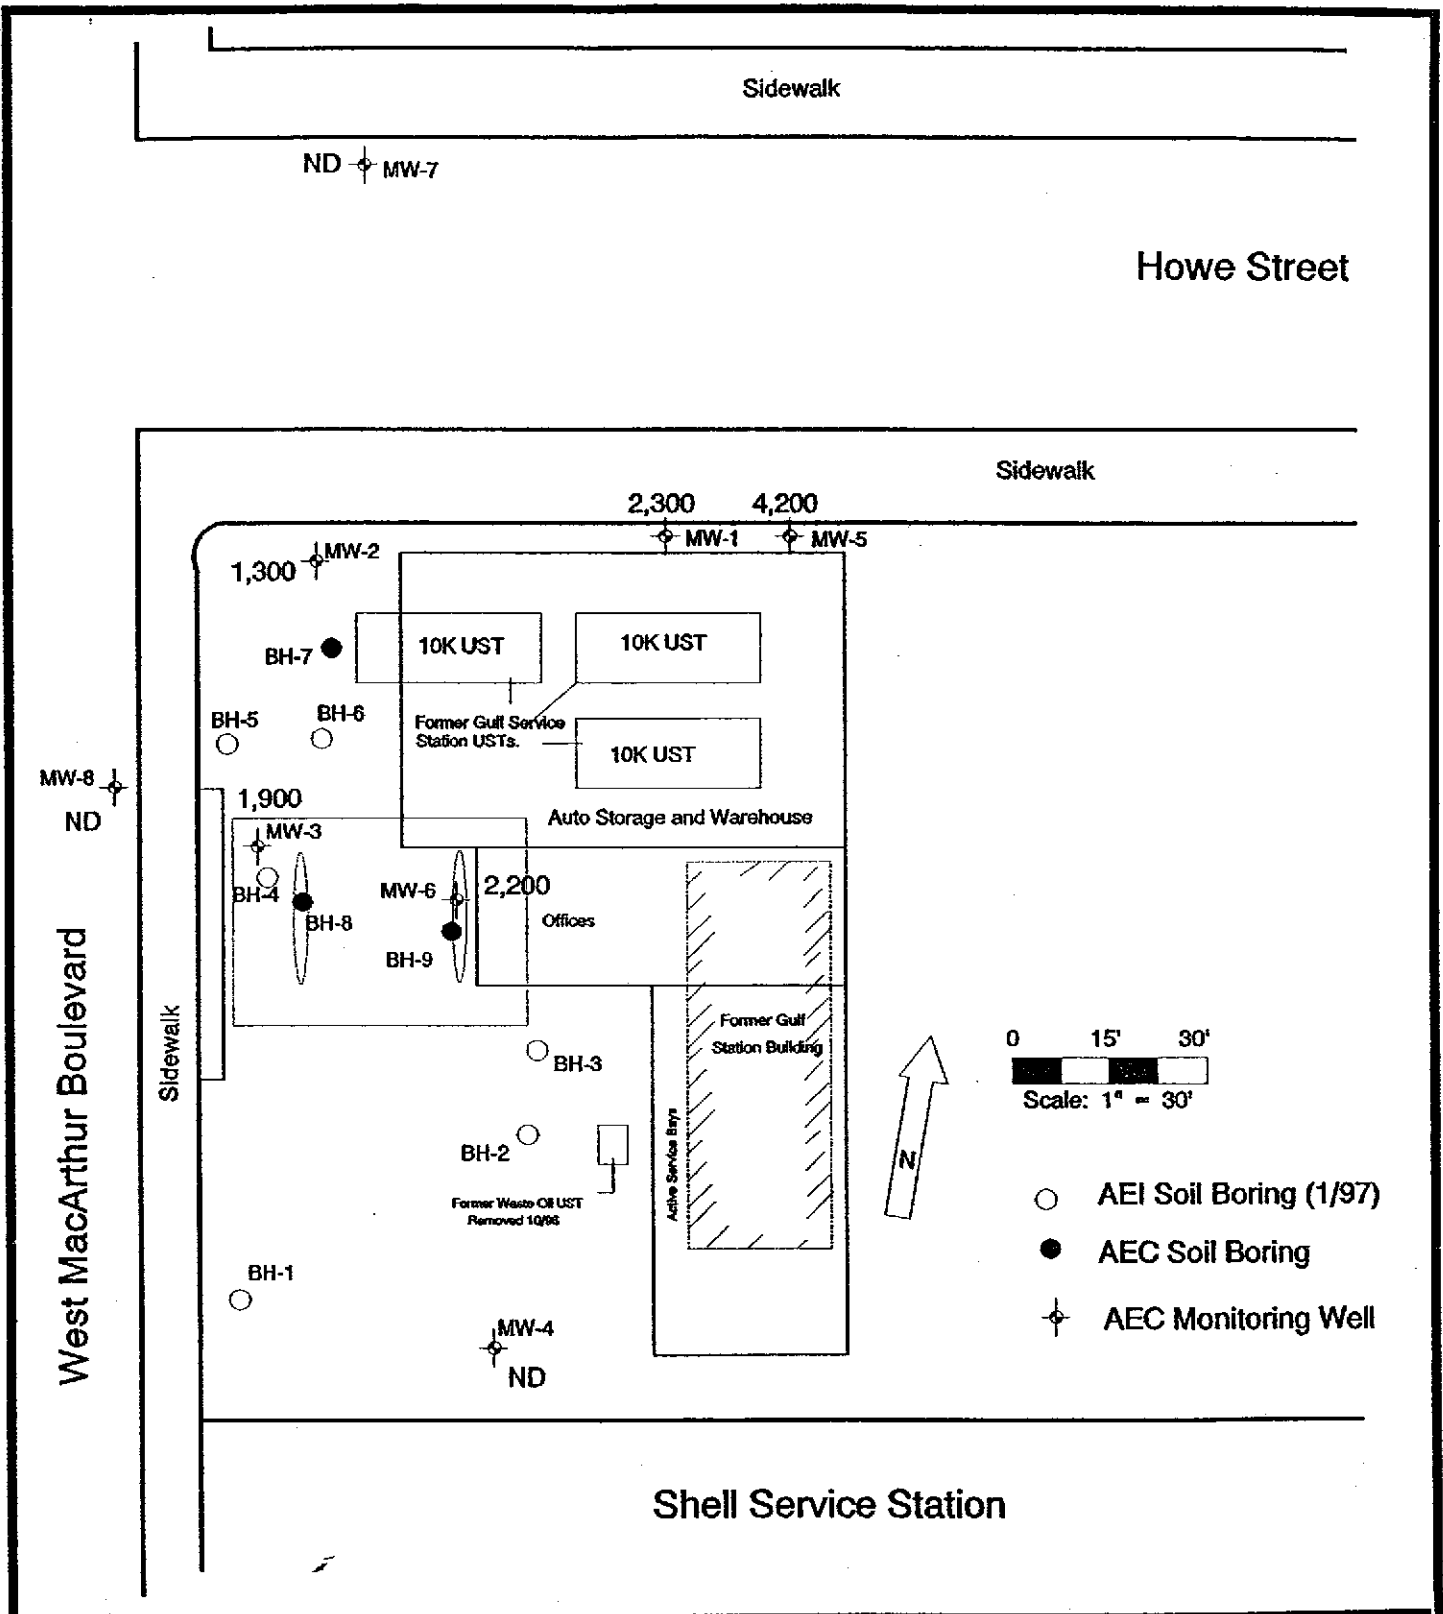 Sidewalk
ND
MW-7
Howe Street
Sidewalk
2,300
4,200
MW-1
MW-5
MW-2
1,300
10K UST
10K UST
BH-7
BH-5
BH-6
Former Gulf Service
Station USTs.
10K UST
MW-8
ND
1,900
Auto Storage and Warehouse
MW-3
BH-4
MW-6
2,200
BH-8
Offices
BH-9
West MacArthur Boulevard
Sidewalk
Former Gulf
Station Building
0 15' 30'
Scale: 1" = 30'
BH-3
BH-2
Active Service Bays
N
Former Waste Oil UST
Removed 10/96
AEI Soil Boring (1/97)
AEC Soil Boring
BH-1
AEC Monitoring Well
MW-4
ND
Shell Service Station